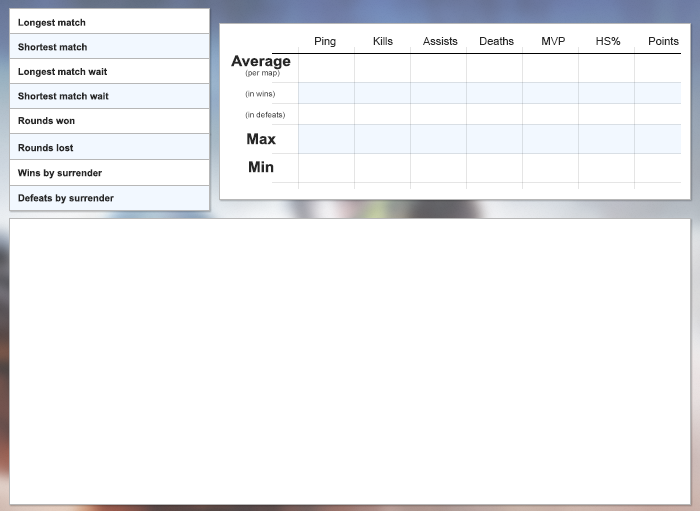 Longest match
Shortest match
Longest match wait
Shortest match wait
Rounds won
Rounds lost
Wins by surrender
Defeats by surrender
Ping Kills Assists Deaths MVP HS% Points
Average
(per map)
(in wins)
(in defeats)
Max
Min